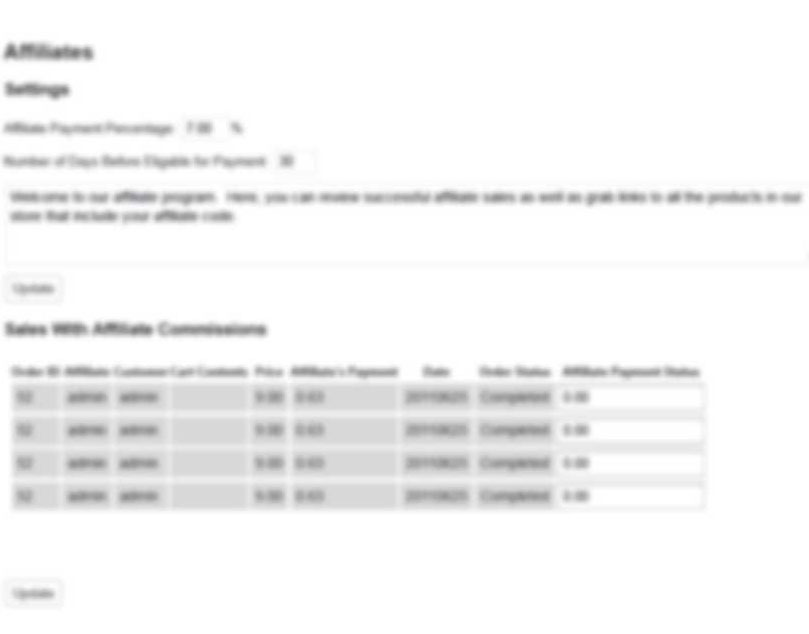 Affiliates
Settings
Affiliate Payment Percentage: 7.00 %
Number of Days Before Eligable for Payment: 30
Welcome to our affiliate program. Here, you can review successful affiliate sales as well as grab links to all the products in our
store that include your affiliate code.
Update
Sales With Affiliate Commissions
Order ID Affiliate Customer Cart Contents Price Affiliate's Payment Date Order Status Affiliate Payment Status
52 admin admin 9.00 0.63 Completed 0.00
52 admin admin 9.00 0.63 Completed 0.00
52 admin admin 9.00 0.63 Completed 0.00
52 admin admin 9.00 0.63 Completed 0.00
Update